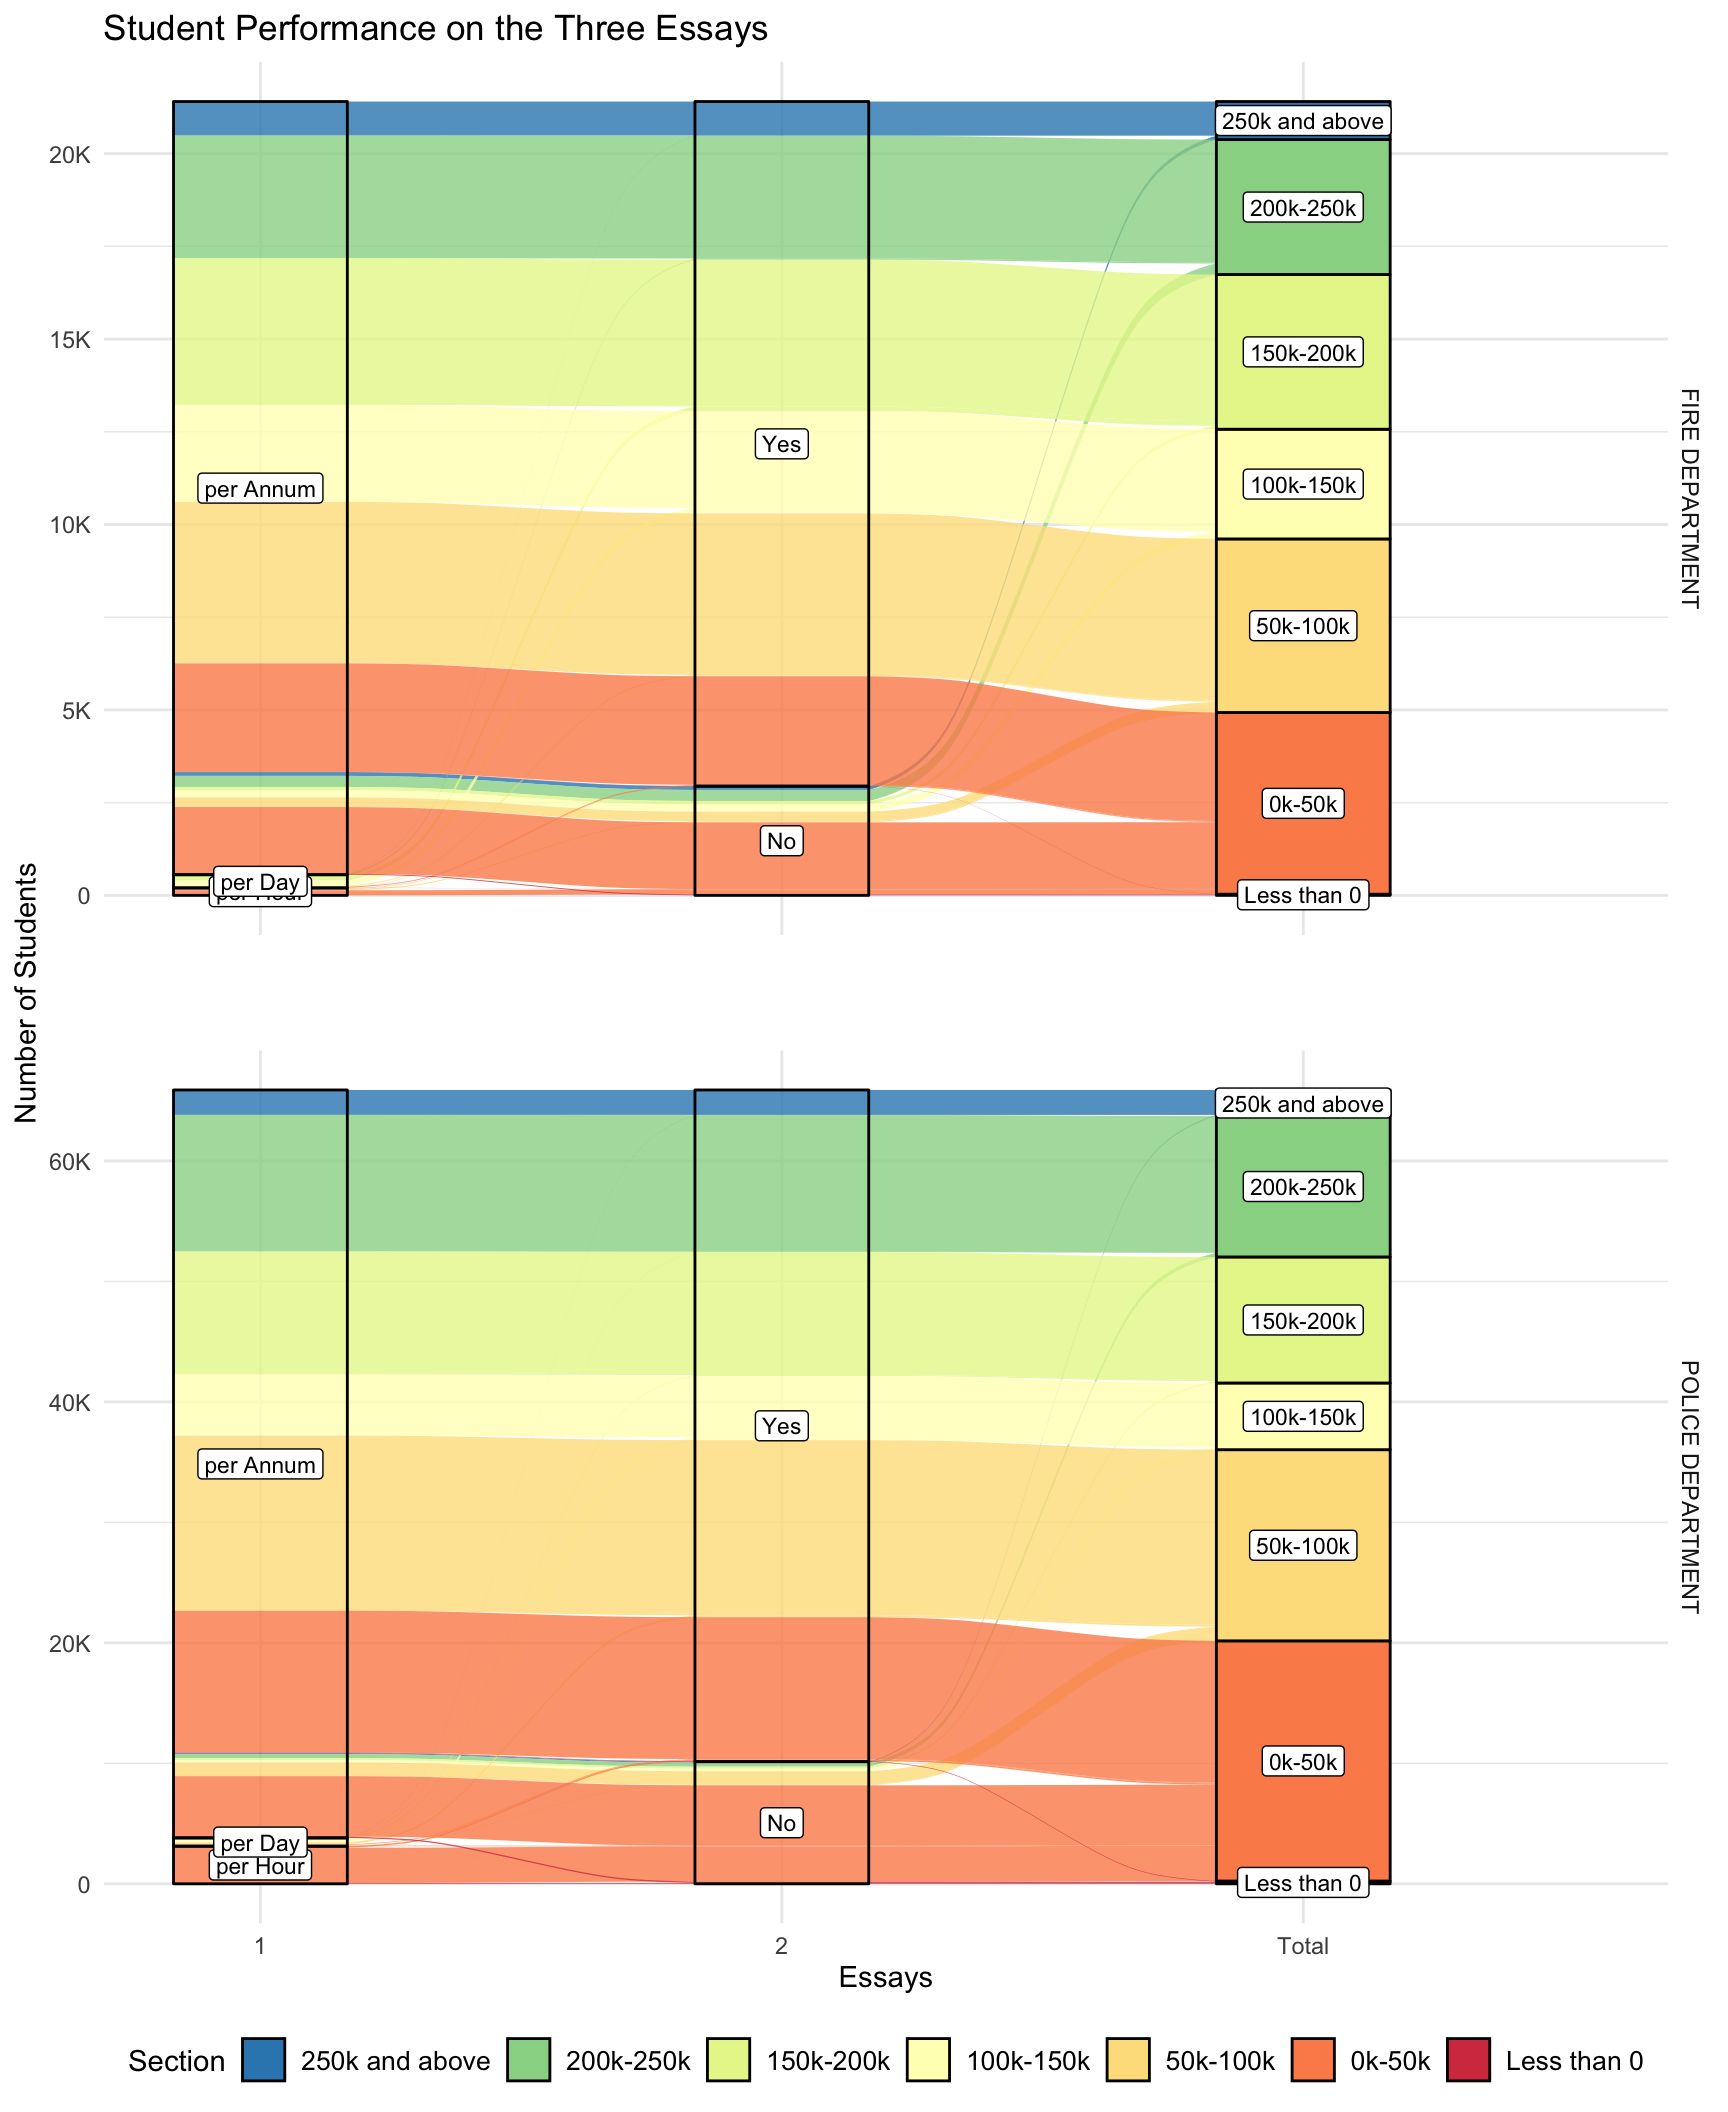 Student Performance on the Three Essays
Number of Students
20K
15K
10K
5K
0
per Annum
per Day
per Hour
Yes
No
250k and above
200k-250k
150k-200k
100k-150k
50k-100k
0k-50k
Less than 0
FIRE DEPARTMENT
60K
40K
20K
0
per Annum
per Day
per Hour
Yes
No
250k and above
200k-250k
150k-200k
100k-150k
50k-100k
0k-50k
Less than 0
POLICE DEPARTMENT
1 2 Total
Essays
Section 250k and above 200k-250k 150k-200k 100k-150k 50k-100k 0k-50k Less than 0